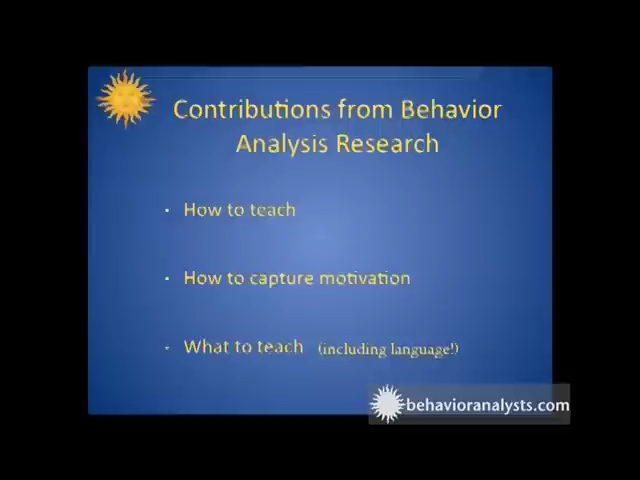 Contributions from Behavior
Analysis Research
• How to teach
• How to capture motivation
• What to teach (including language!)
behavioranalysts.com